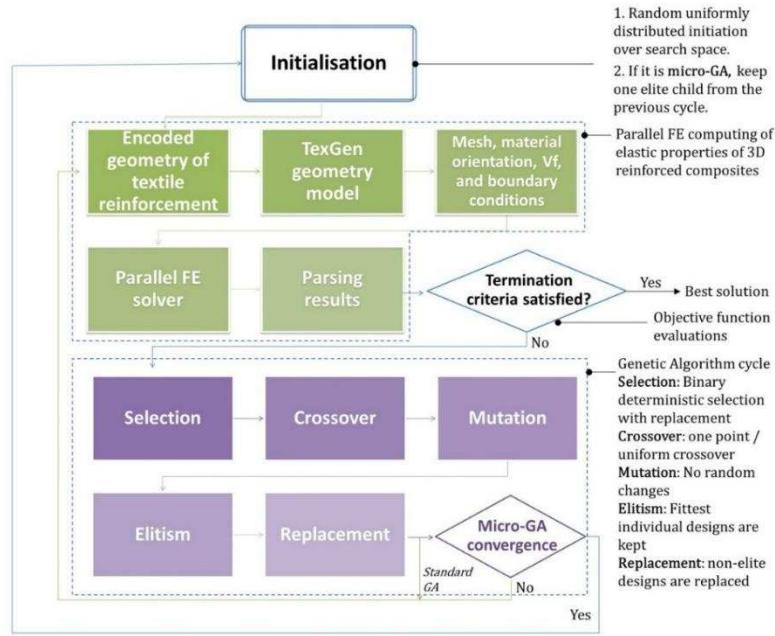 Initialisation
1. Random uniformly
distributed initiation
over search space.
2. If it is micro-GA, keep
one elite child from the
previous cycle.
Encoded
geometry of
textile
reinforcement
TexGen
geometry
model
Mesh, material
orientation, Vf,
and boundary
conditions
Parallel FE computing of
elastic properties of 3D
reinforced composites
Parallel FE
solver
Parsing
results
Termination
criteria satisfied?
Yes
Best solution
Objective function
evaluations
No
Selection
Crossover
Mutation
Genetic Algorithm cycle
Selection: Binary
deterministic selection
with replacement
Crossover: one point /
uniform crossover
Mutation: No random
changes
Elitism: Fittest
individual designs are
kept
Replacement: non-elite
designs are replaced
Elitism
Replacement
Micro-GA
convergence
Standard
GA
No
Yes